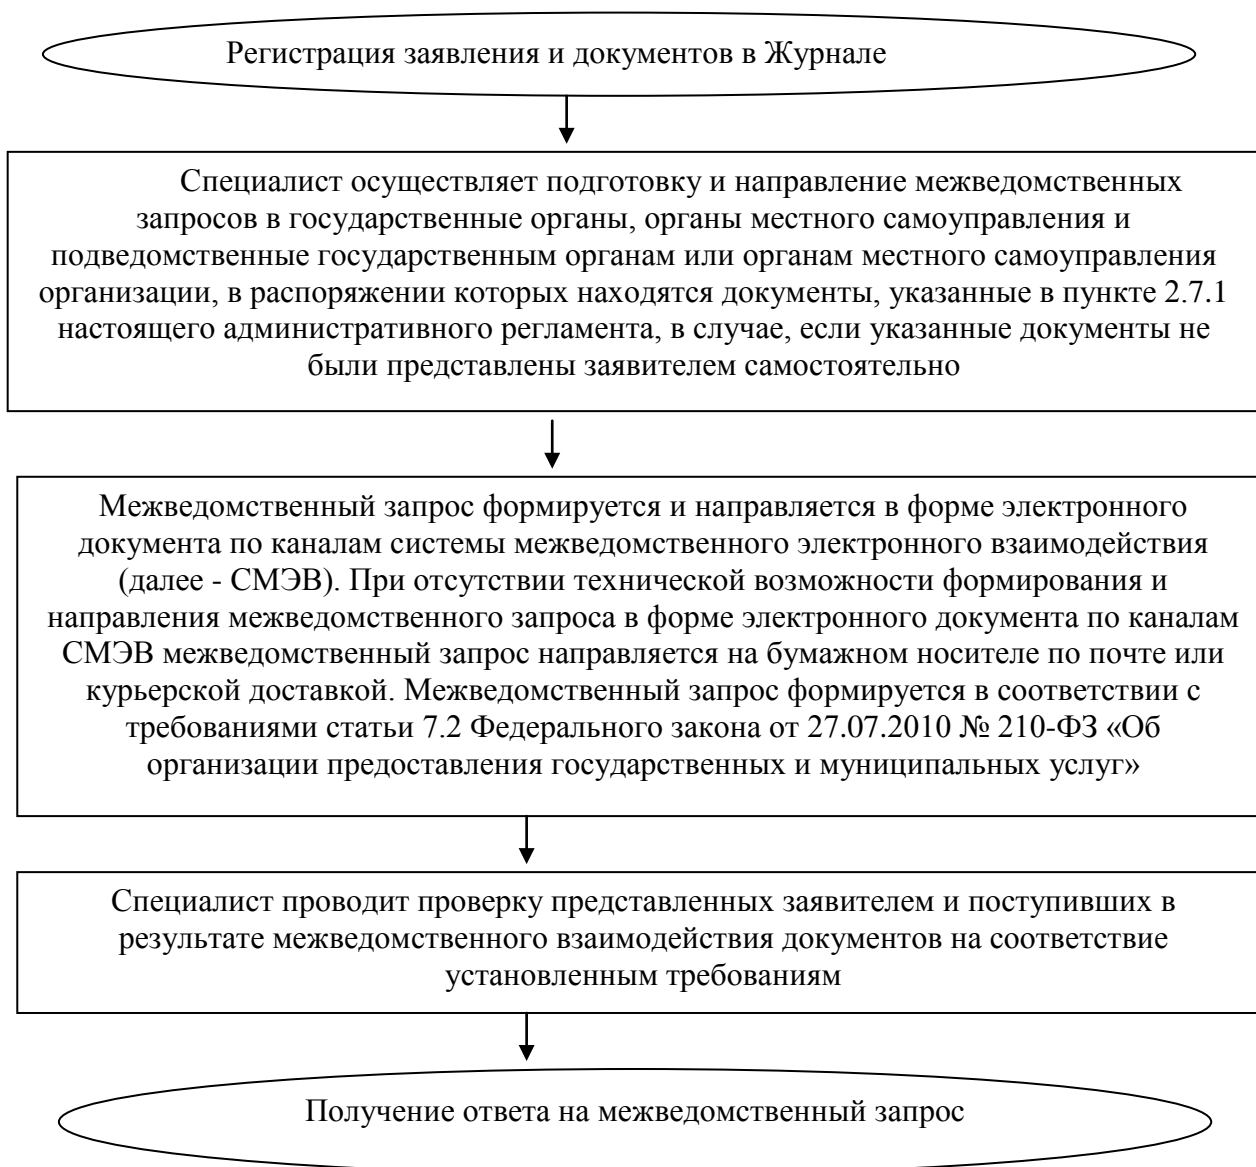 Регистрация заявления и документов в Журнале
Специалист осуществляет подготовку и направление межведомственных
запросов в государственные органы, органы местного самоуправления и
подведомственные государственным органам или органам местного самоуправления
организации, в распоряжении которых находятся документы, указанные в пункте 2.7.1
настоящего административного регламента, в случае, если указанные документы не
были представлены заявителем самостоятельно
Межведомственный запрос формируется и направляется в форме электронного
документа по каналам системы межведомственного электронного взаимодействия
(далее - СМЭВ). При отсутствии технической возможности формирования и
направления межведомственного запроса в форме электронного документа по каналам
СМЭВ межведомственный запрос направляется на бумажном носителе по почте или
курьерской доставкой. Межведомственный запрос формируется в соответствии с
требованиями статьи 7.2 Федерального закона от 27.07.2010 № 210-ФЗ «Об
организации предоставления государственных и муниципальных услуг»
Специалист проводит проверку представленных заявителем и поступивших в
результате межведомственного взаимодействия документов на соответствие
установленным требованиям
Получение ответа на межведомственный запрос